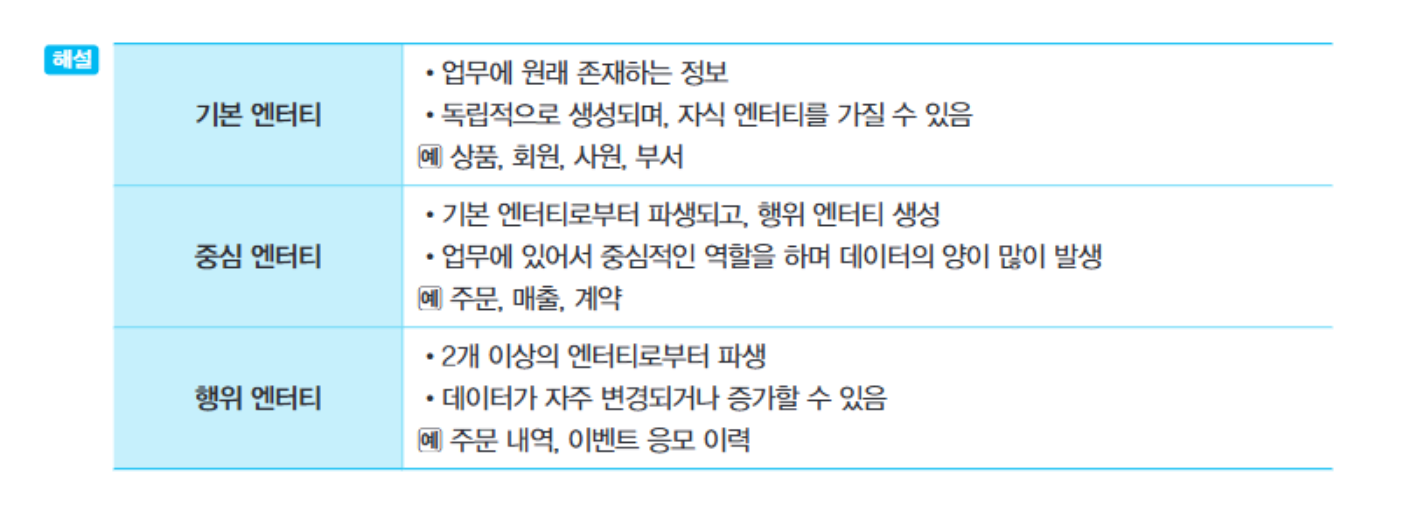 해설
기본 엔터티
• 업무에 원래 존재하는 정보
• 독립적으로 생성되며, 자식 엔터티를 가질 수 있음
예 상품, 회원, 사원, 부서
중심 엔터티
• 기본 엔터티로부터 파생되고, 행위 엔터티 생성
• 업무에 있어서 중심적인 역할을 하며 데이터의 양이 많이 발생
예 주문, 매출, 계약
행위 엔터티
• 2개 이상의 엔터티로부터 파생
• 데이터가 자주 변경되거나 증가할 수 있음
예 주문 내역, 이벤트 응모 이력